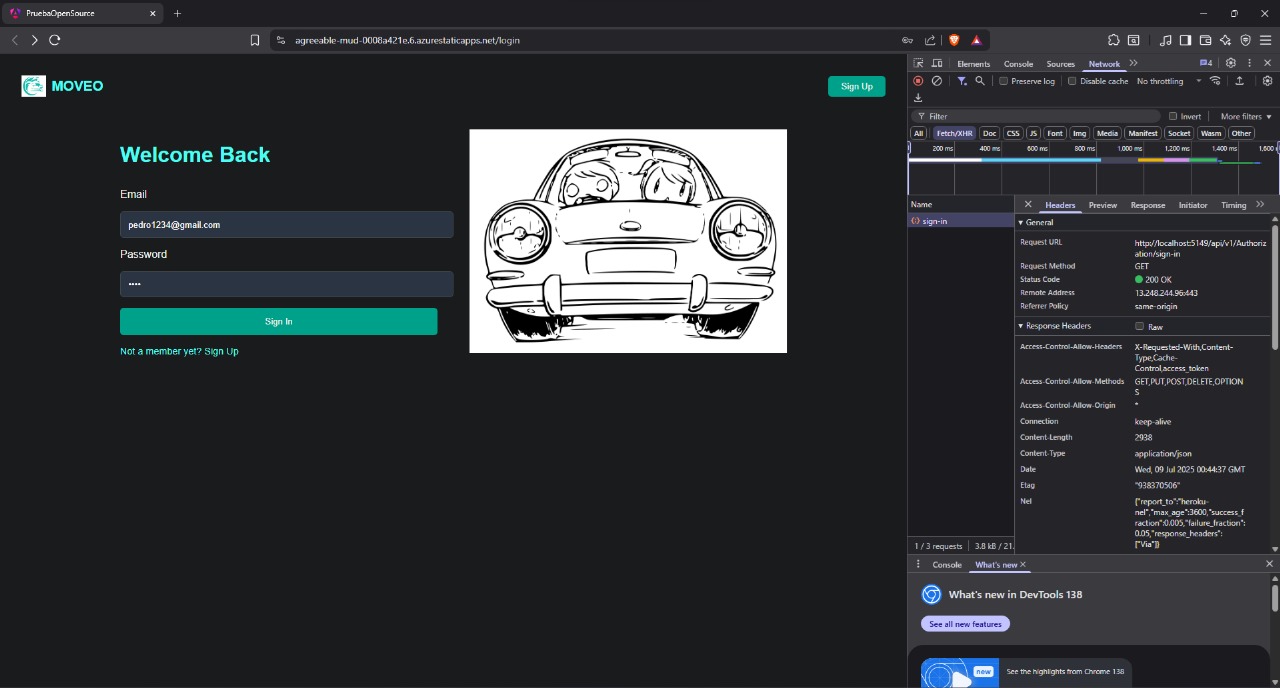 PruebaOpenSource
agreeable-mud-0008a421e.6.azurestaticapps.net/login
MOVEO
Sign Up
Welcome Back
Email
pedro1234@gmail.com
Password
••••
Sign In
Not a member yet? Sign Up
Elements Console Sources Network 4
Preserve log Disable cache No throttling
Filter Invert More filters
All Fetch/XHR Doc CSS JS Font Img Media Manifest Socket Wasm Other
200 ms 400 ms 600 ms 800 ms 1,000 ms 1,200 ms 1,400 ms 1,600
Name
sign-in
Headers Preview Response Initiator Timing
General
Request URL http://localhost:5149/api/v1/Authoriz
ation/sign-in
Request Method GET
Status Code 200 OK
Remote Address 13.248.244.96:443
Referrer Policy same-origin
Response Headers Raw
Access-Control-Allow-Headers X-Requested-With,Content-
Type,Cache-
Control,access_token
Access-Control-Allow-Methods GET,PUT,POST,DELETE,OPTION
S
Access-Control-Allow-Origin *
Connection keep-alive
Content-Length 2938
Content-Type application/json
Date Wed, 09 Jul 2025 00:44:37 GMT
Etag "938370506"
Nel {"report_to":"heroku-
nel","max_age":3600,"success_f
raction":0.005,"failure_fraction":
0.05,"response_headers":
["Via"]}
1 / 3 requests 3.8 kB / 21.
Console What's new
What's new in DevTools 138
See all new features
new
See the highlights from Chrome 138